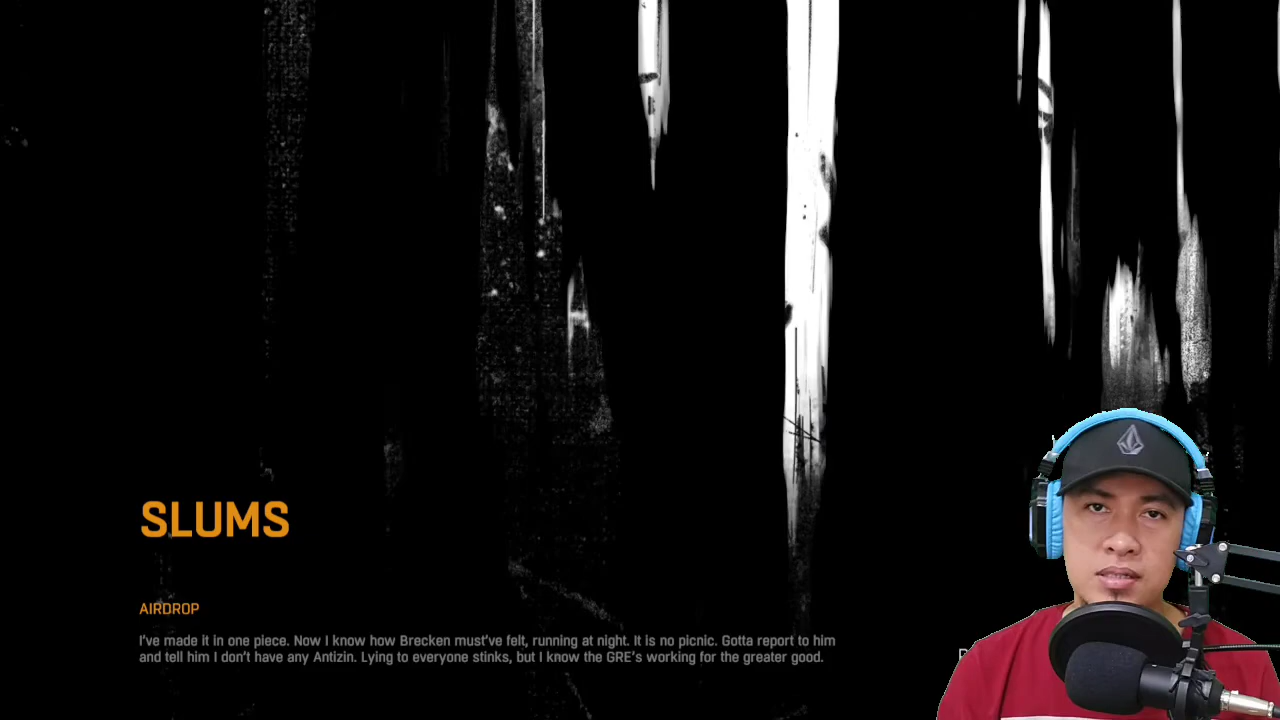 SLUMS
AIRDROP
I've made it in one piece. Now I know how Brecken must've felt, running at night. It is no picnic. Gotta report to him
and tell him I don't have any Antizin. Lying to everyone stinks, but I know the GRE's working for the greater good.